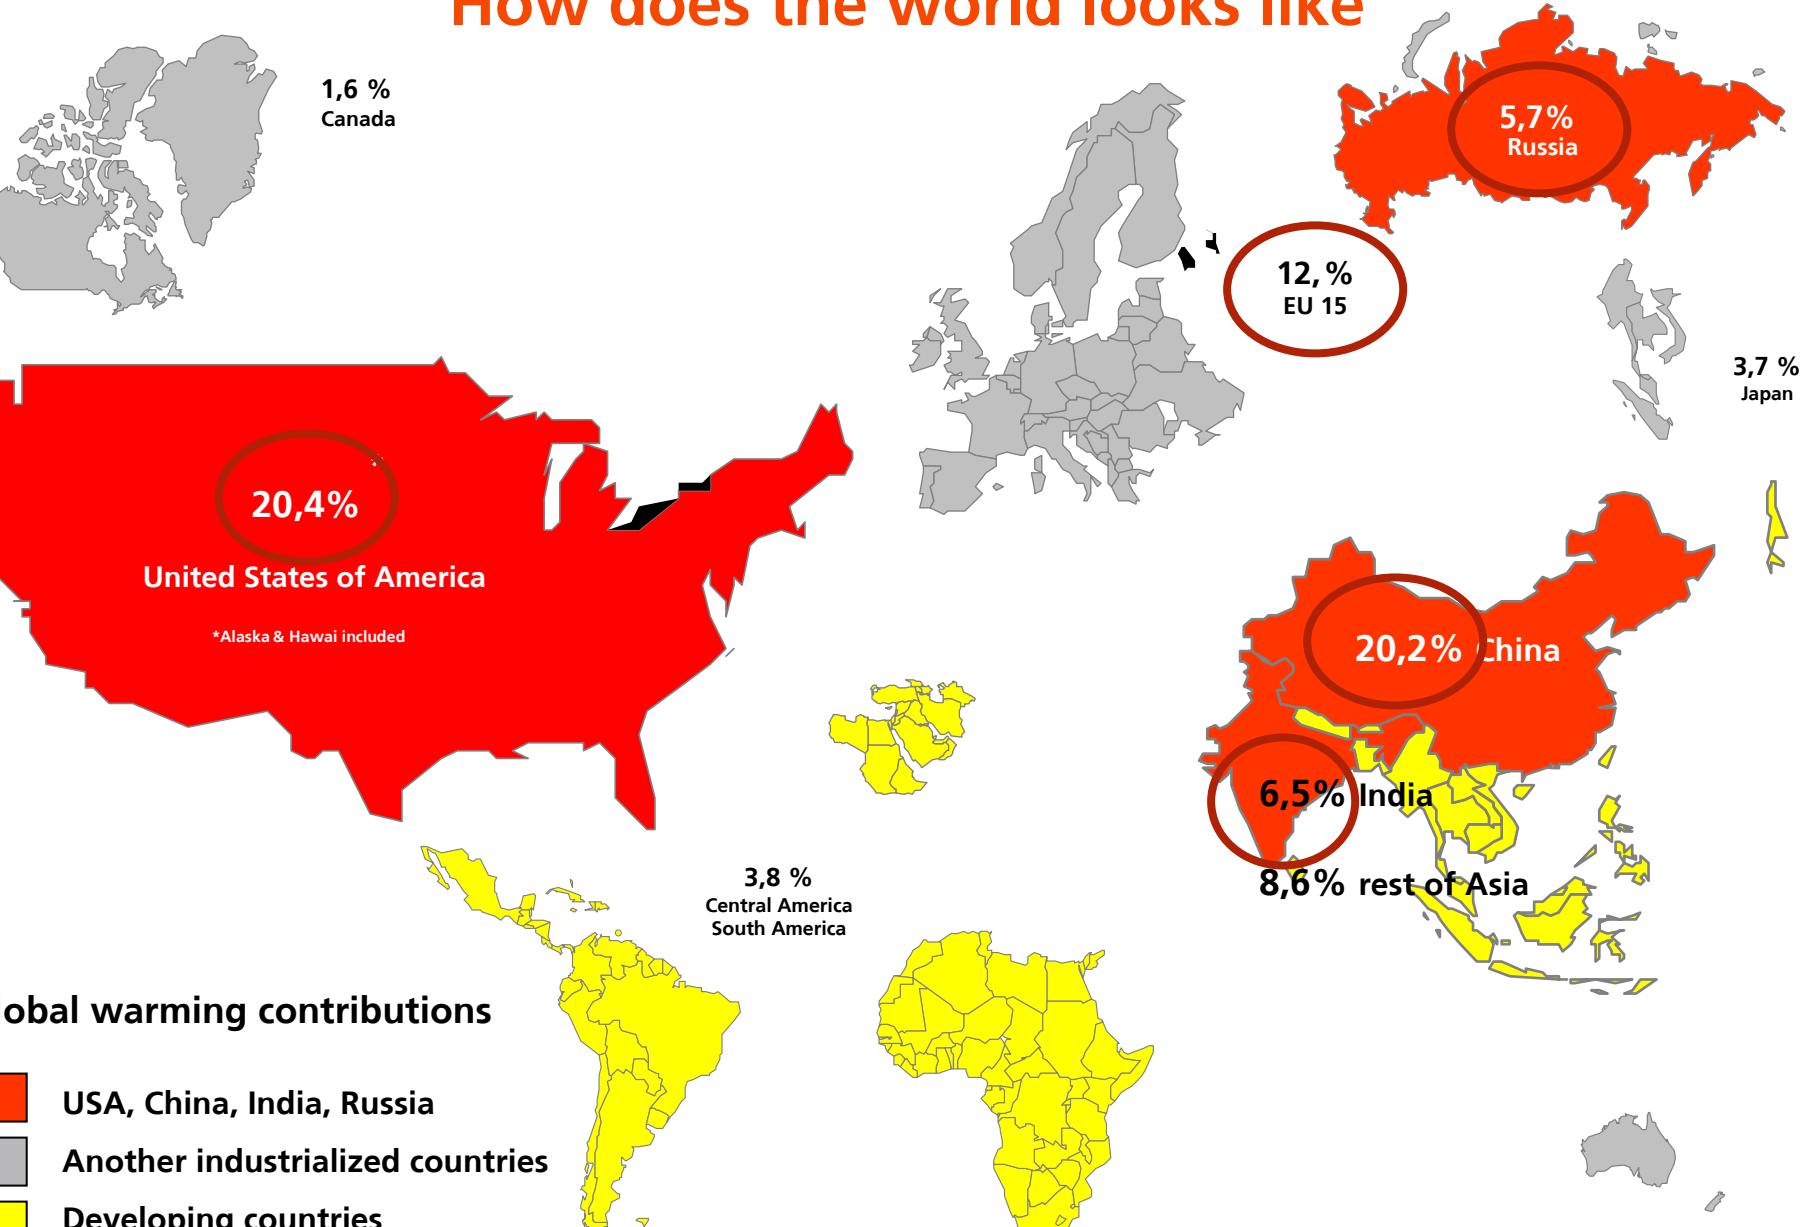 How does the world looks like
1,6 %
Canada
5,7%
Russia
12,%
EU 15
3,7 %
Japan
20,4%
United States of America
*Alaska & Hawai included
20,2% China
6,5% India
8,6% rest of Asia
3,8 %
Central America
South America
obal warming contributions
USA, China, India, Russia
Another industrialized countries
Developing countries